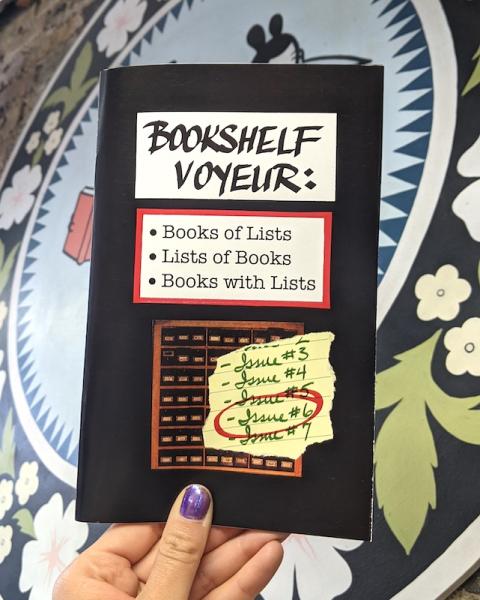 BOOKSHELF
VOYEUR:
• Books of Lists
• Lists of Books
• Books with Lists
- Issue #3
- Issue #4
- Issue #5
- Issue #6
- Issue #7